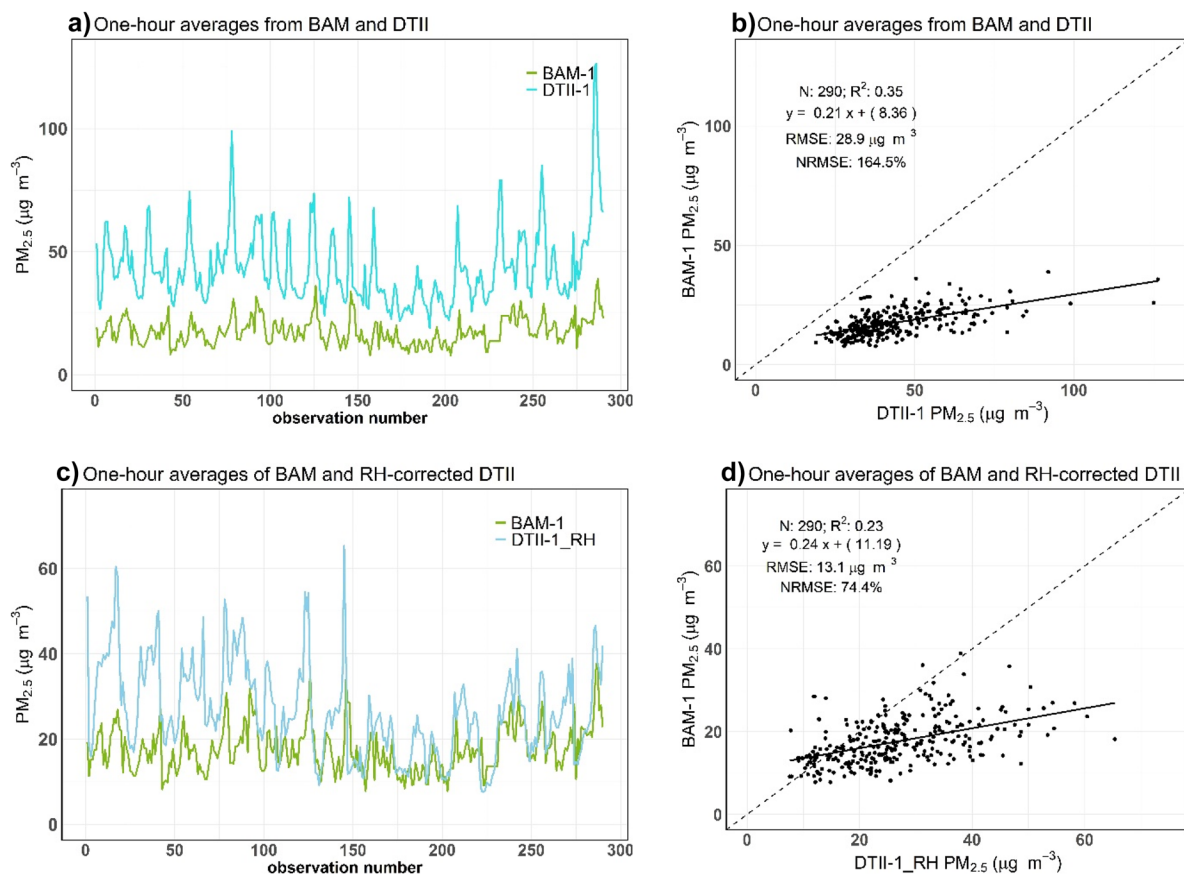 a) One-hour averages from BAM and DTII
BAM-1
DTII-1
PM2.5 (µg m−3)
100
50
0
0 50 100 150 200 250 300
observation number
b) One-hour averages from BAM and DTII
N: 290; R2: 0.35
y = 0.21 x + ( 8.36 )
RMSE: 28.9 µg m 3
NRMSE: 164.5%
BAM-1 PM2.5 (µg m−3)
100
50
0
0 50 100
DTII-1 PM2.5 (µg m−3)
c) One-hour averages of BAM and RH-corrected DTII
BAM-1
DTII-1_RH
PM2.5 (µg m−3)
60
40
20
0
0 50 100 150 200 250 300
observation number
d) One-hour averages of BAM and RH-corrected DTII
N: 290; R2: 0.23
y = 0.24 x + ( 11.19 )
RMSE: 13.1 µg m 3
NRMSE: 74.4%
BAM-1 PM2.5 (µg m−3)
60
40
20
0
0 20 40 60
DTII-1_RH PM2.5 (µg m−3)